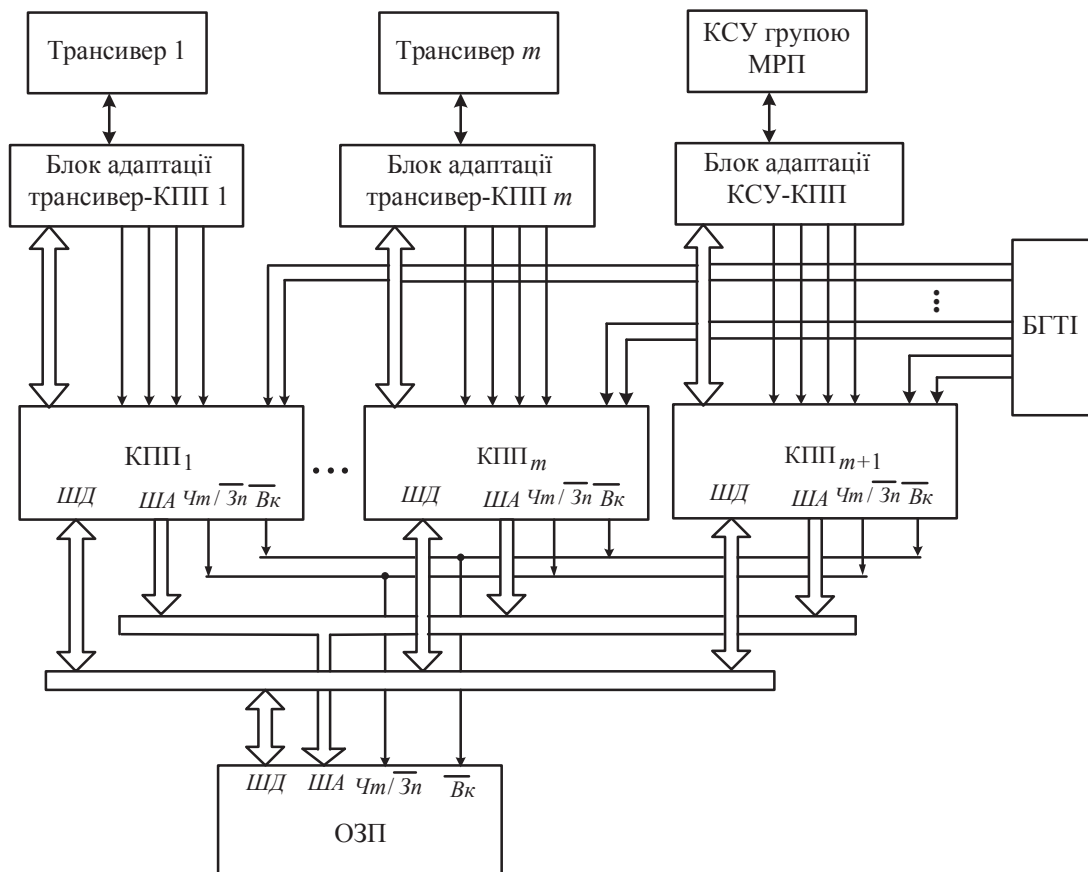 Трансивер 1
Трансивер m
КСУ групою
МРП
Блок адаптації
трансивер-КПП 1
Блок адаптації
трансивер-КПП m
Блок адаптації
КСУ-КПП
БГТІ
КПП1
ШД ША Чт/Зп Вк
...
КППm
ШД ША Чт/Зп Вк
КППm+1
ШД ША Чт/Зп Вк
ШД ША Чт/Зп Вк
ОЗП